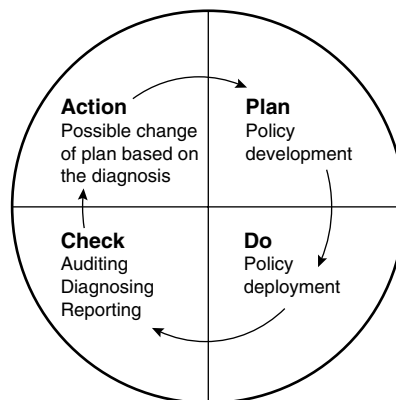 Action
Possible change
of plan based on
the diagnosis
Plan
Policy
development
Check
Auditing
Diagnosing
Reporting
Do
Policy
deployment